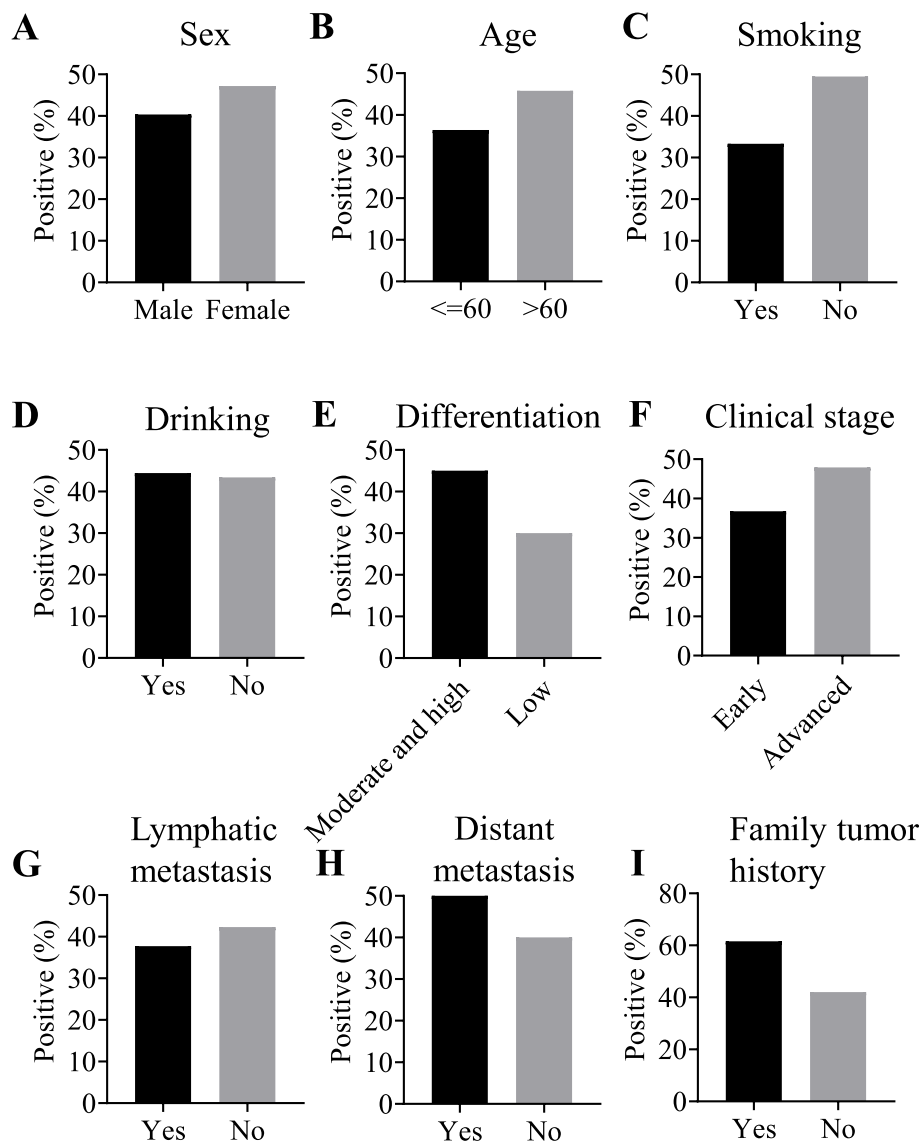 A
Sex
Positive (%)
50
40
30
20
10
0
Male Female
B
Age
Positive (%)
50
40
30
20
10
0
<=60 >60
C
Smoking
Positive (%)
50
40
30
20
10
0
Yes No
D
Drinking
Positive (%)
50
40
30
20
10
0
Yes No
E
Differentiation
Positive (%)
50
40
30
20
10
0
Moderate and high
Low
F
Clinical stage
Positive (%)
50
40
30
20
10
0
Early
Advanced
G
Lymphatic
metastasis
Positive (%)
50
40
30
20
10
0
Yes No
H
Distant
metastasis
Positive (%)
50
40
30
20
10
0
Yes No
I
Family tumor
history
Positive (%)
80
60
40
20
0
Yes No